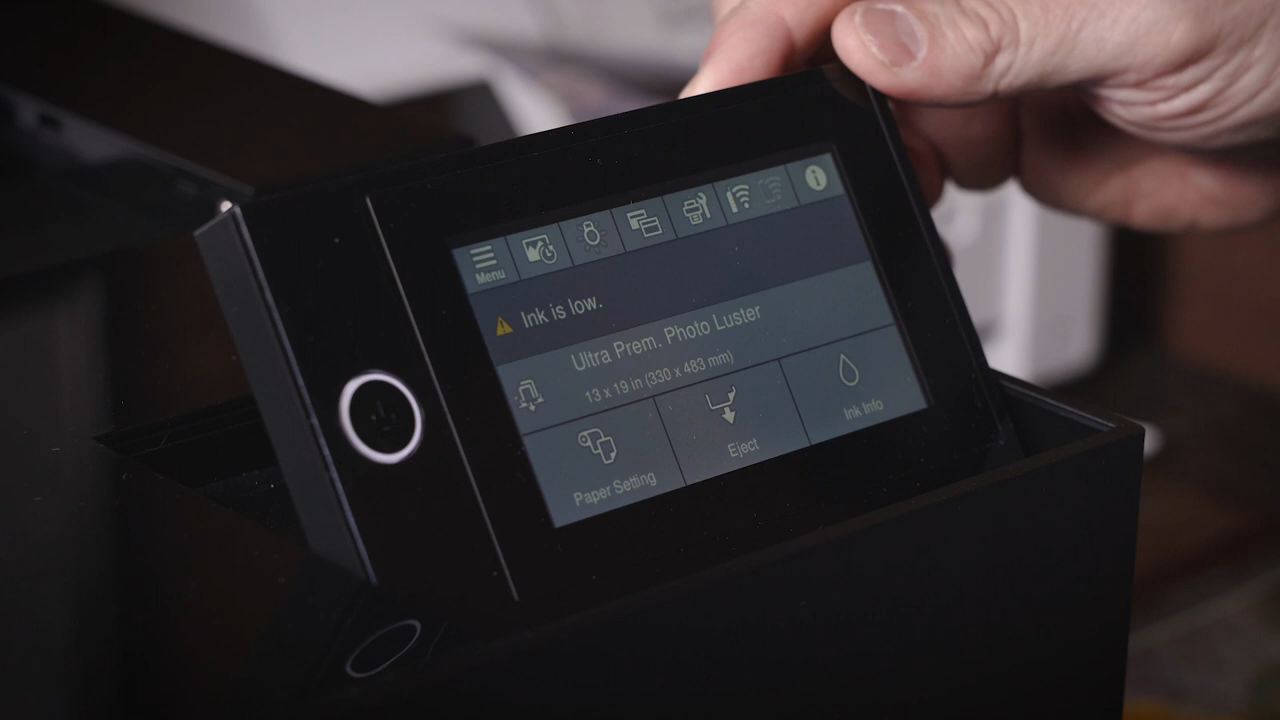 Menu
Ink is low.
Ultra Prem. Photo Luster
13 x 19 in (330 x 483 mm)
Paper Setting
Eject
Ink Info